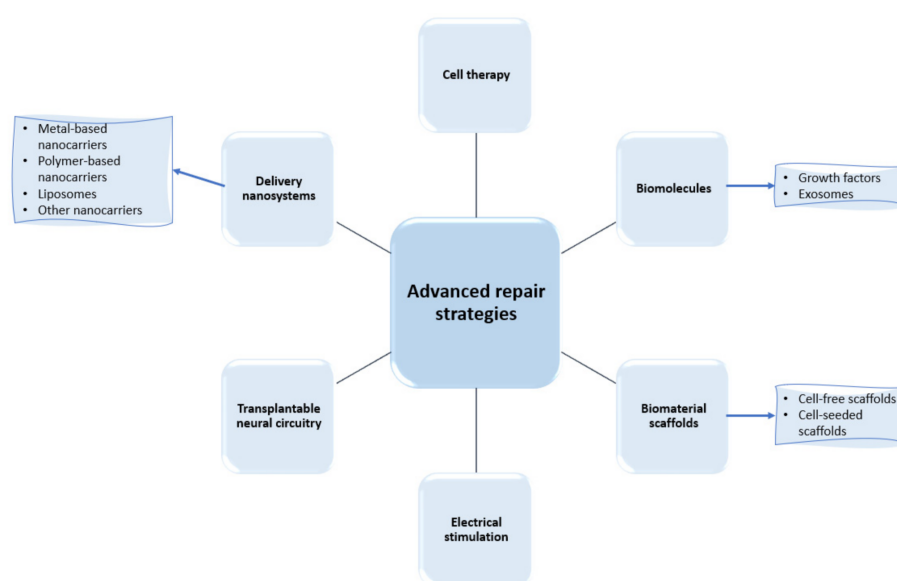 Cell therapy
• Metal-based
nanocarriers
• Polymer-based
nanocarriers
• Liposomes
• Other nanocarriers
Delivery
nanosystems
Biomolecules
• Growth factors
• Exosomes
Advanced repair
strategies
Transplantable
neural circuitry
Biomaterial
scaffolds
• Cell-free scaffolds
• Cell-seeded
scaffolds
Electrical
stimulation